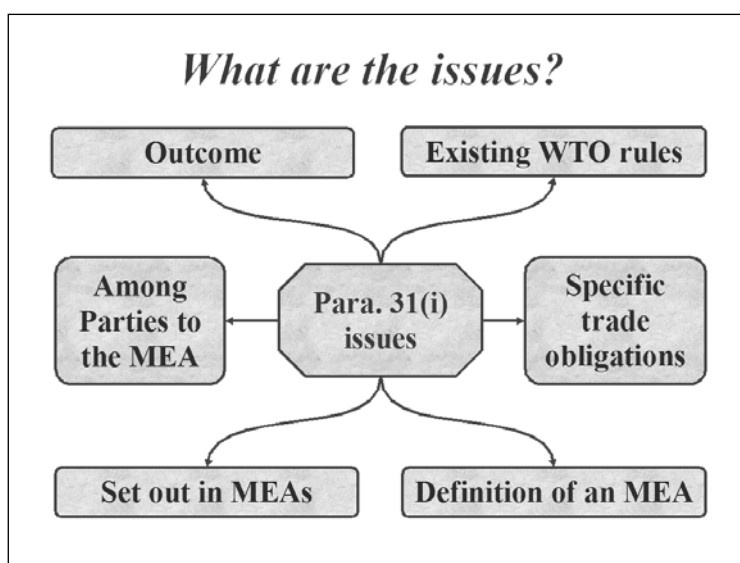 What are the issues?
Outcome
Existing WTO rules
Among
Parties to
the MEA
Para. 31(i)
issues
Specific
trade
obligations
Set out in MEAs
Definition of an MEA